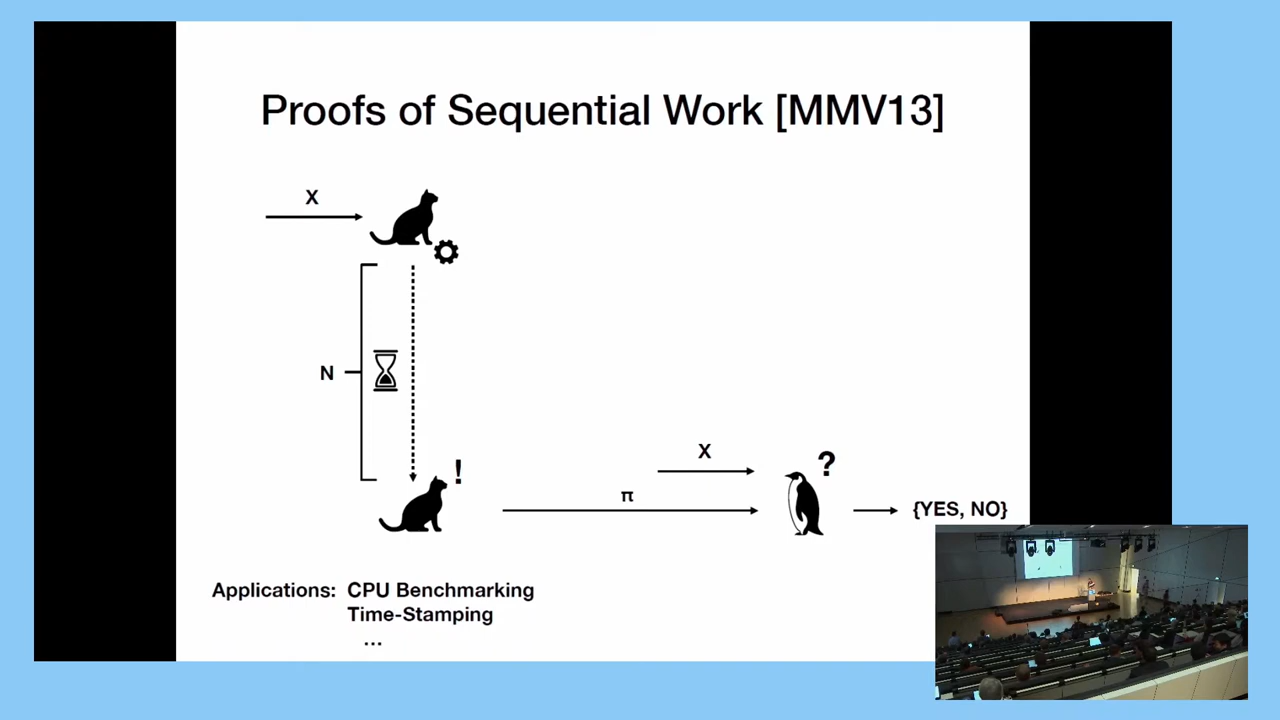 Proofs of Sequential Work [MMV13]
X
N
!
X
?
π
{YES, NO}
Applications: CPU Benchmarking
Time-Stamping
...